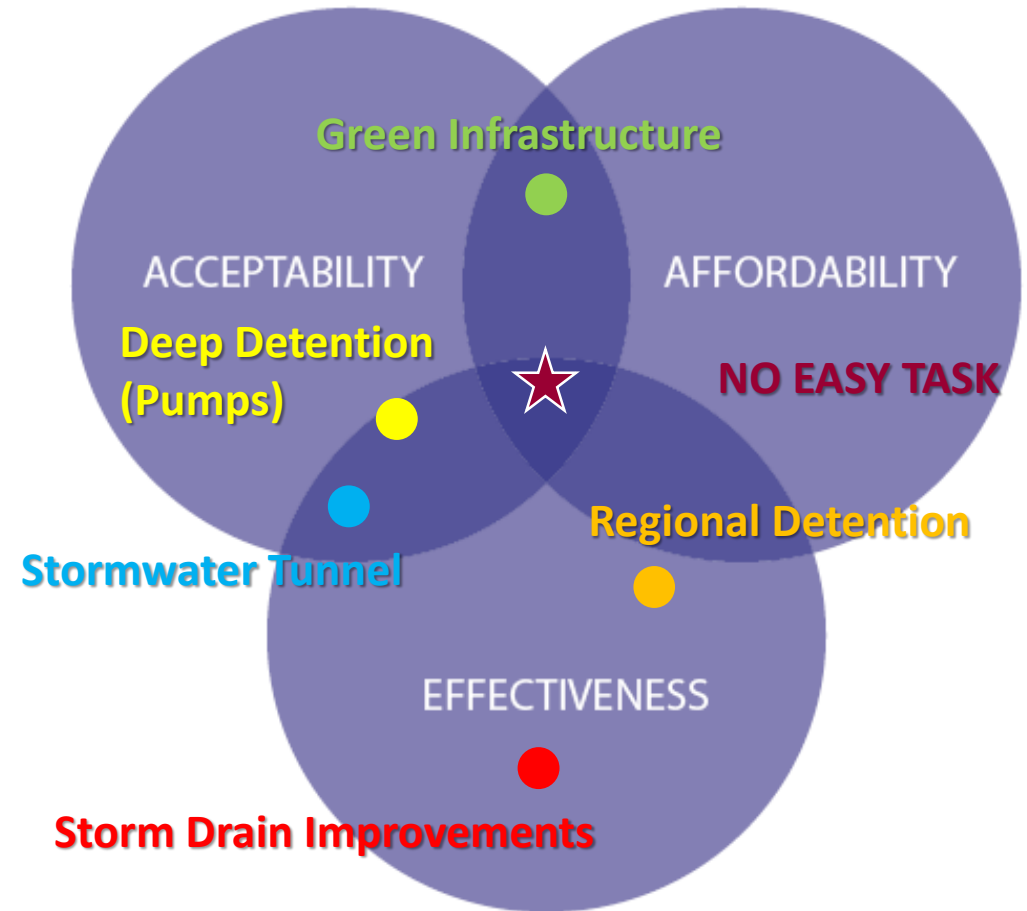 Green Infrastructure
ACCEPTABILITY
AFFORDABILITY
Deep Detention
(Pumps)
NO EASY TASK
Regional Detention
Stormwater Tunnel
EFFECTIVENESS
Storm Drain Improvements